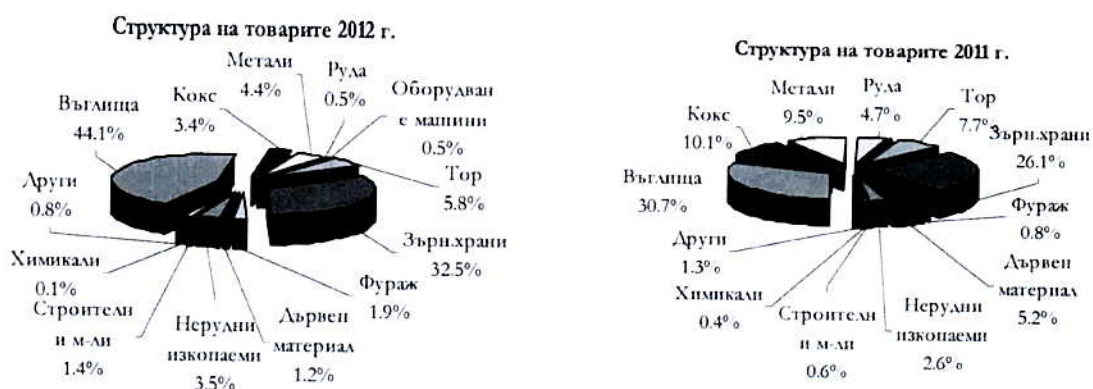 Структура на товарите 2012 г.
Метали
4.4%
Руда
0.5%
Оборудван
е машини
0.5%
Кокс
3.4%
Въглища
44.1%
Тор
5.8%
Други
0.8%
Зърн.храни
32.5%
Химикали
0.1%
Фураж
1.9%
Строителн
и м-ли
1.4%
Нерудни
изкопаеми
3.5%
Дървен
материал
1.2%
Структура на товарите 2011 г.
Метали
9.5%
Руда
4.7%
Тор
7.7%
Кокс
10.1%
Зърн.храни
26.1%
Въглища
30.7%
Фураж
0.8%
Други
1.3%
Дървен
материал
5.2%
Химикали
0.4%
Строителн
и м-ли
0.6%
Нерудни
изкопаеми
2.6%